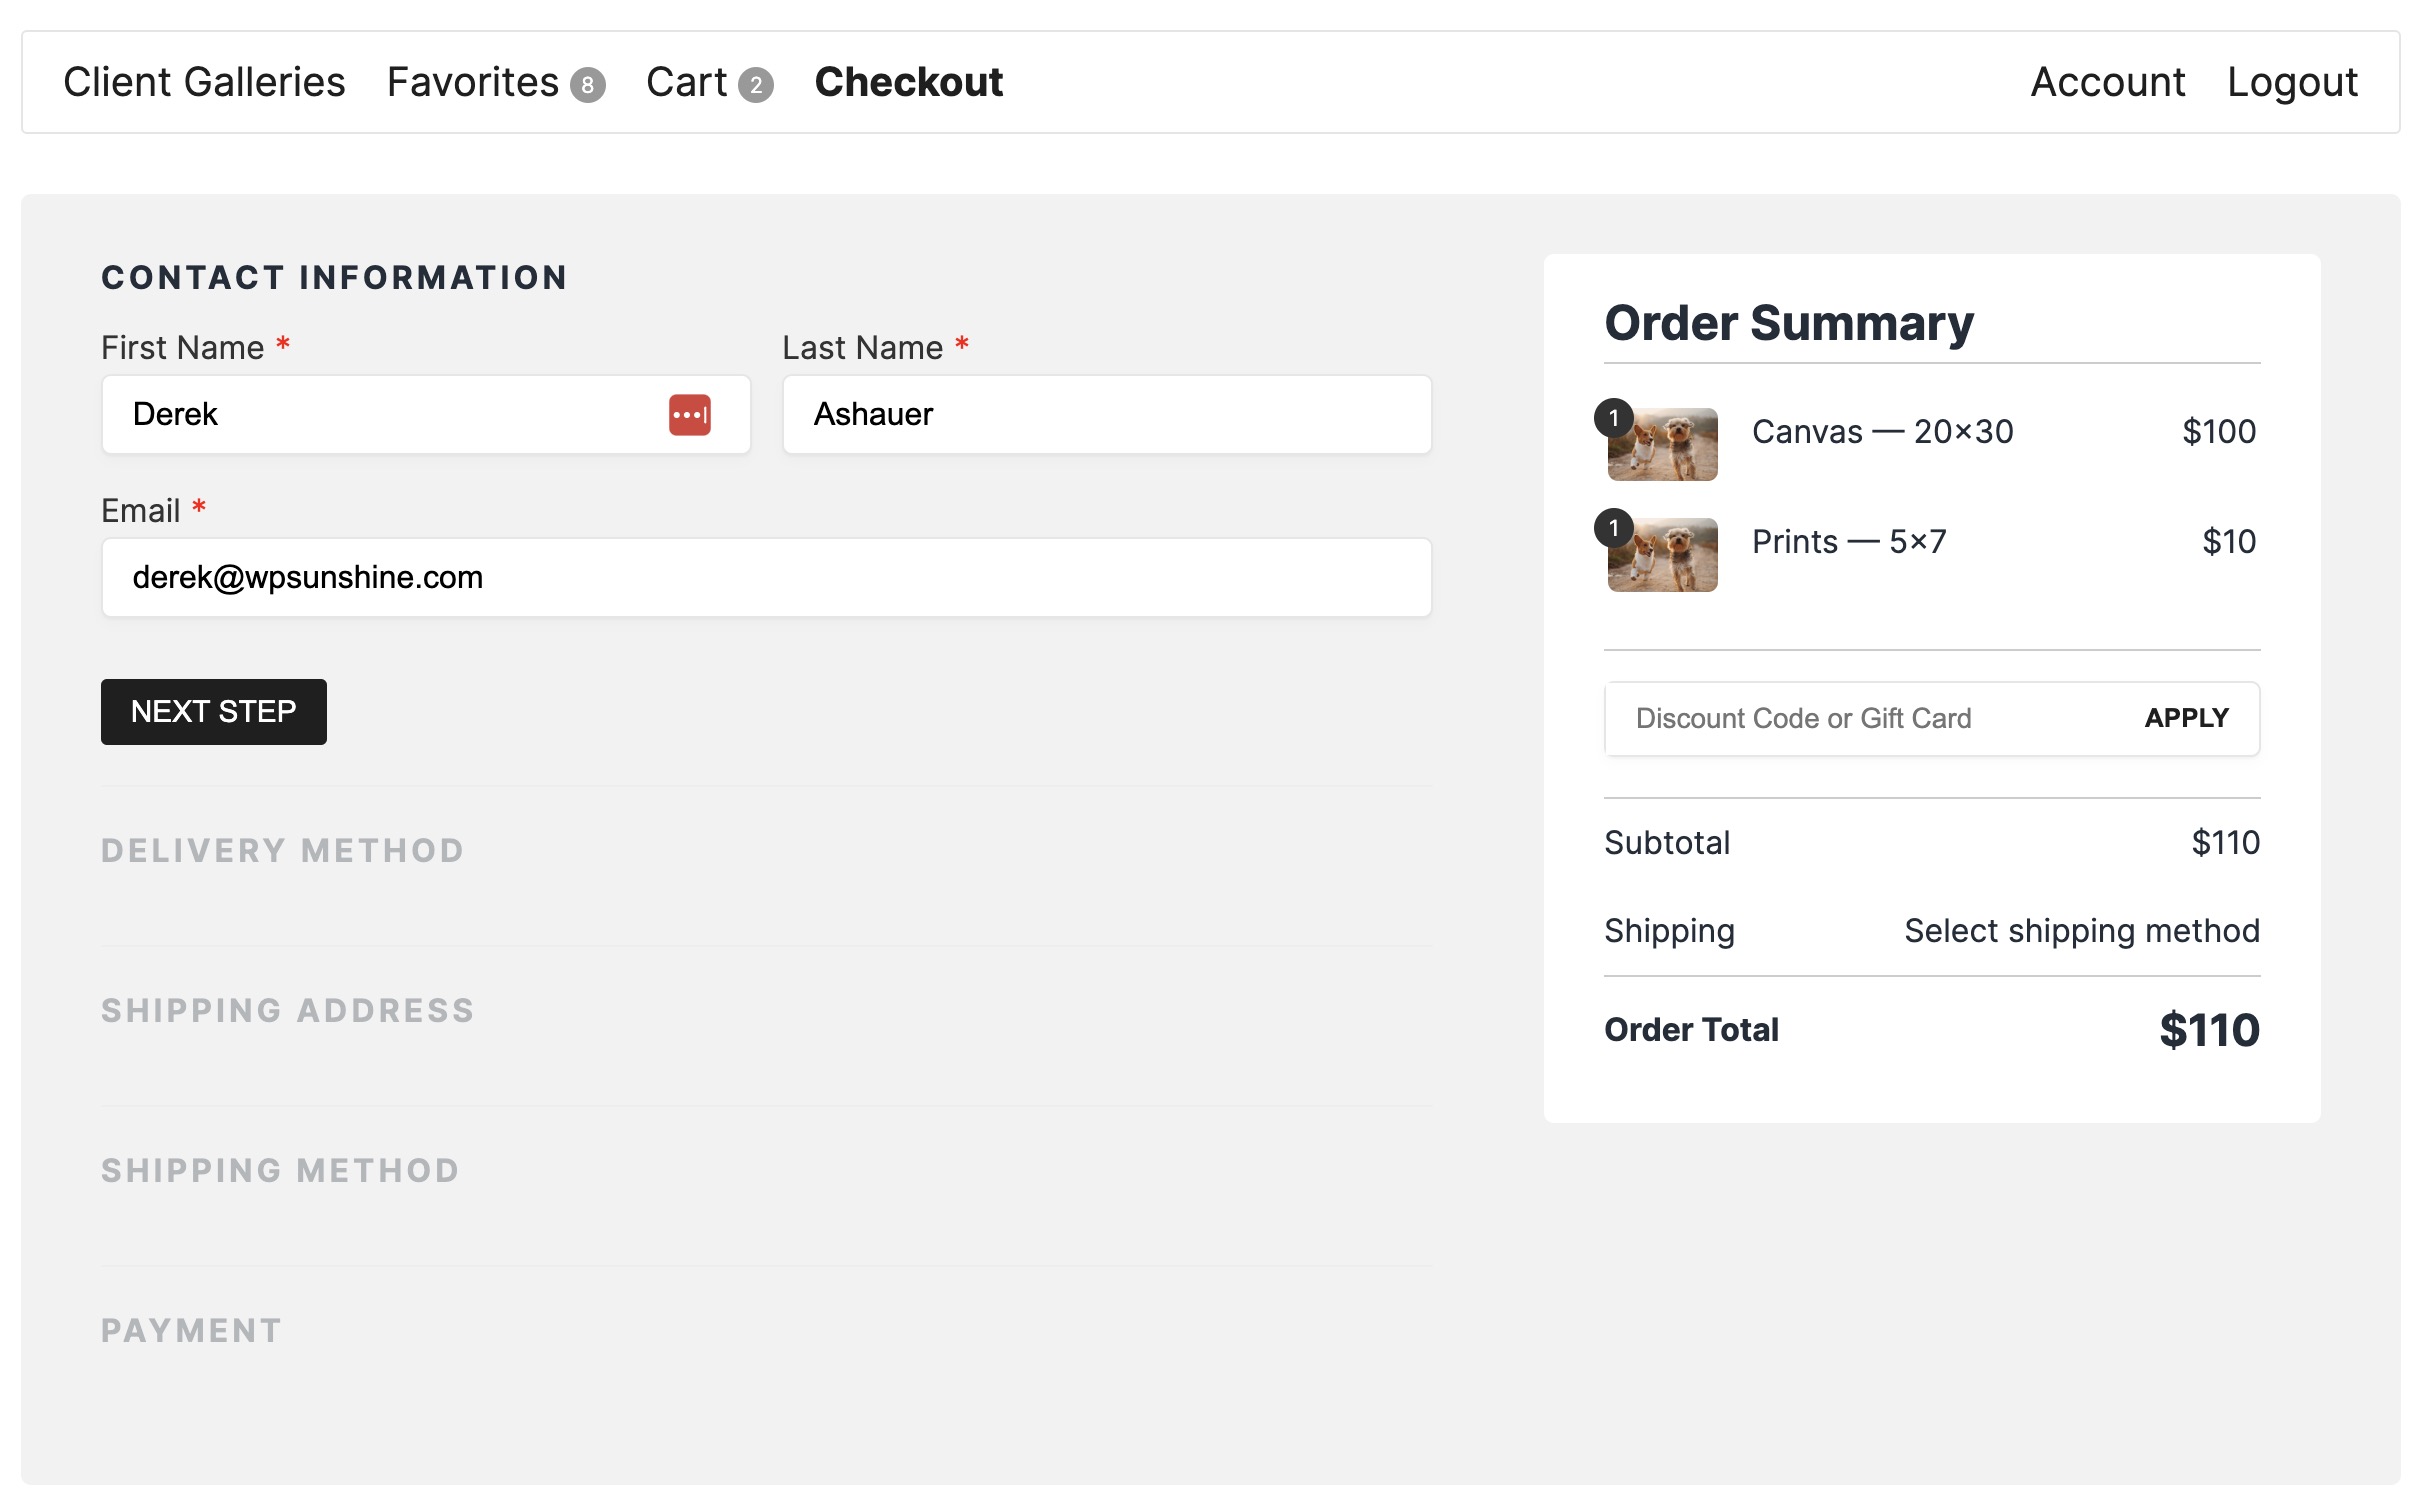 Client Galleries Favorites 8 Cart 2 Checkout Account Logout
CONTACT INFORMATION
First Name * Last Name *
Derek Ashauer
Email *
derek@wpsunshine.com
NEXT STEP
DELIVERY METHOD
SHIPPING ADDRESS
SHIPPING METHOD
PAYMENT
Order Summary
1 Canvas — 20×30 $100
1 Prints — 5×7 $10
Discount Code or Gift Card APPLY
Subtotal $110
Shipping Select shipping method
Order Total $110